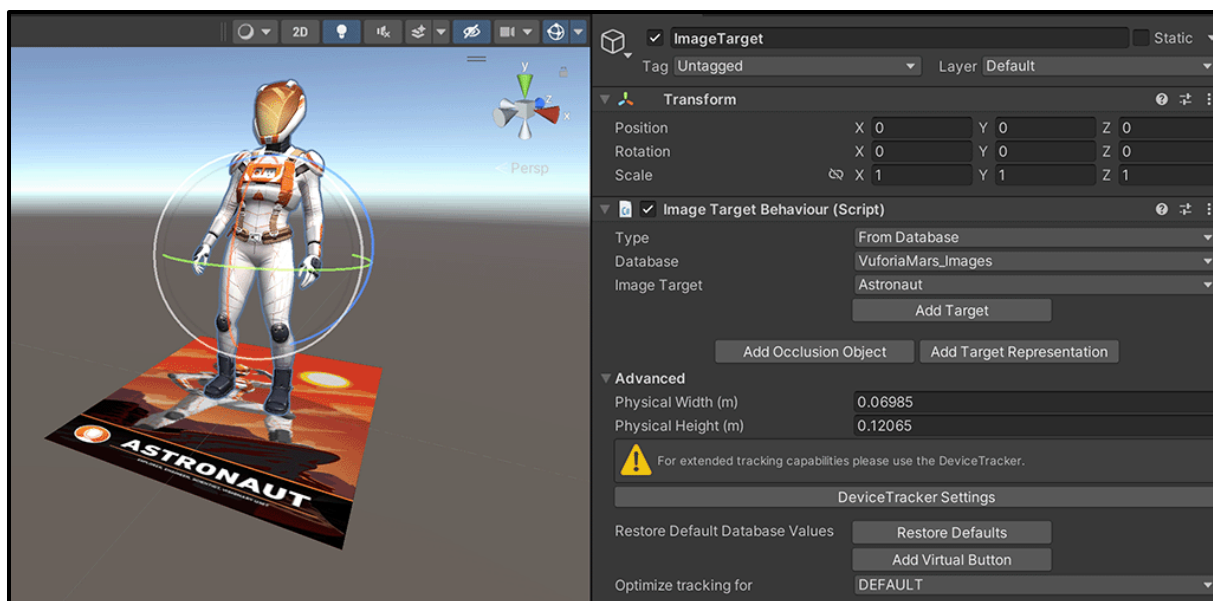 2D
y
z
x
Persp
ASTRONAUT
ImageTarget
Static
Tag Untagged
Layer Default
Transform
Position X 0 Y 0 Z 0
Rotation X 0 Y 0 Z 0
Scale X 1 Y 1 Z 1
Image Target Behaviour (Script)
Type From Database
Database VuforiaMars_Images
Image Target Astronaut
Add Target
Add Occlusion Object Add Target Representation
Advanced
Physical Width (m) 0.06985
Physical Height (m) 0.12065
For extended tracking capabilities please use the DeviceTracker.
DeviceTracker Settings
Restore Default Database Values Restore Defaults
Add Virtual Button
Optimize tracking for DEFAULT